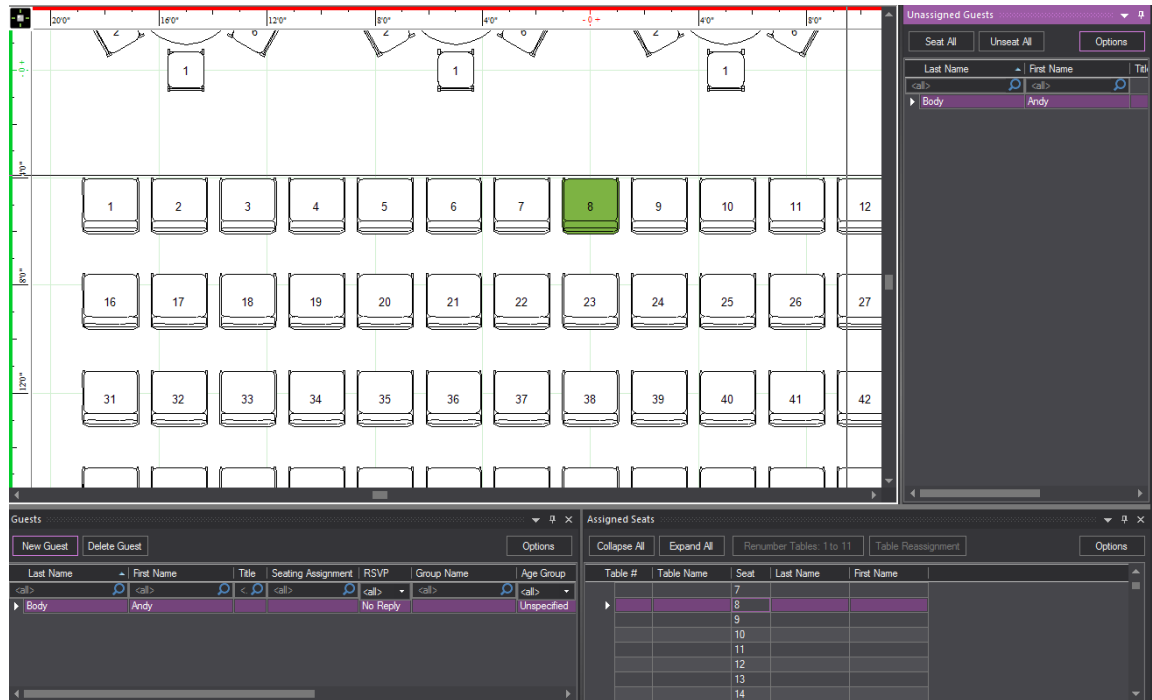 20'0" 16'0" 12'0" 8'0" 4'0" - 0 + 4'0" 8'0"
- 0 +
2 6 2 6 2 6
1 1 1
1 2 3 4 5 6 7 8 9 10 11 12
8'0"
16 17 18 19 20 21 22 23 24 25 26 27
12'0"
31 32 33 34 35 36 37 38 39 40 41 42
Unassigned Guests
Seat All Unseat All Options
Last Name First Name Titl
<all> <all>
Body Andy
Guests
New Guest Delete Guest Options
Last Name First Name Title Seating Assignment RSVP Group Name Age Group
<all> <all> < <all> <all> <all> <all>
Body Andy No Reply Unspecified
Assigned Seats
Collapse All Expand All Renumber Tables: 1 to 11 Table Reassignment Options
Table # Table Name Seat Last Name First Name
7
8
9
10
11
12
13
14